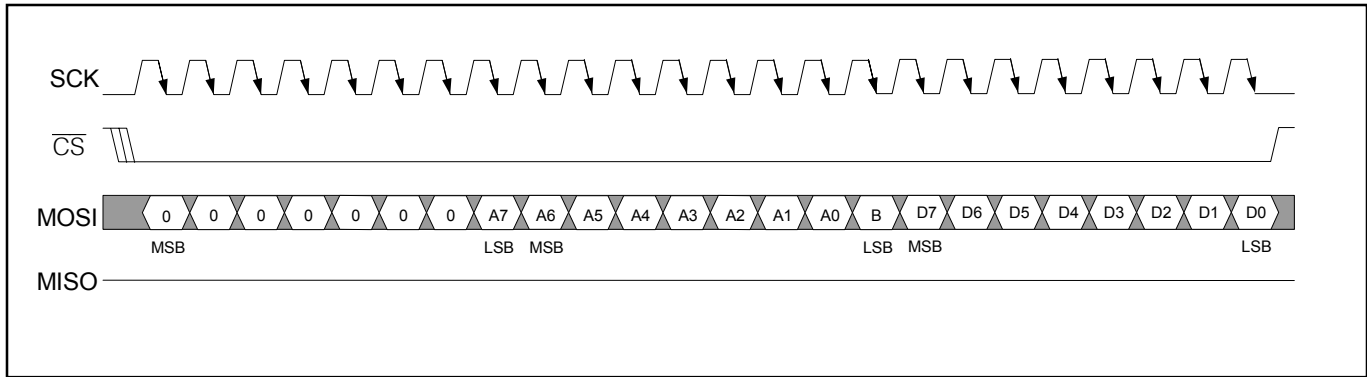 SCK
CS
MOSI 0 0 0 0 0 0 0 A7 A6 A5 A4 A3 A2 A1 A0 B D7 D6 D5 D4 D3 D2 D1 D0
MSB LSB MSB LSB MSB LSB
MISO